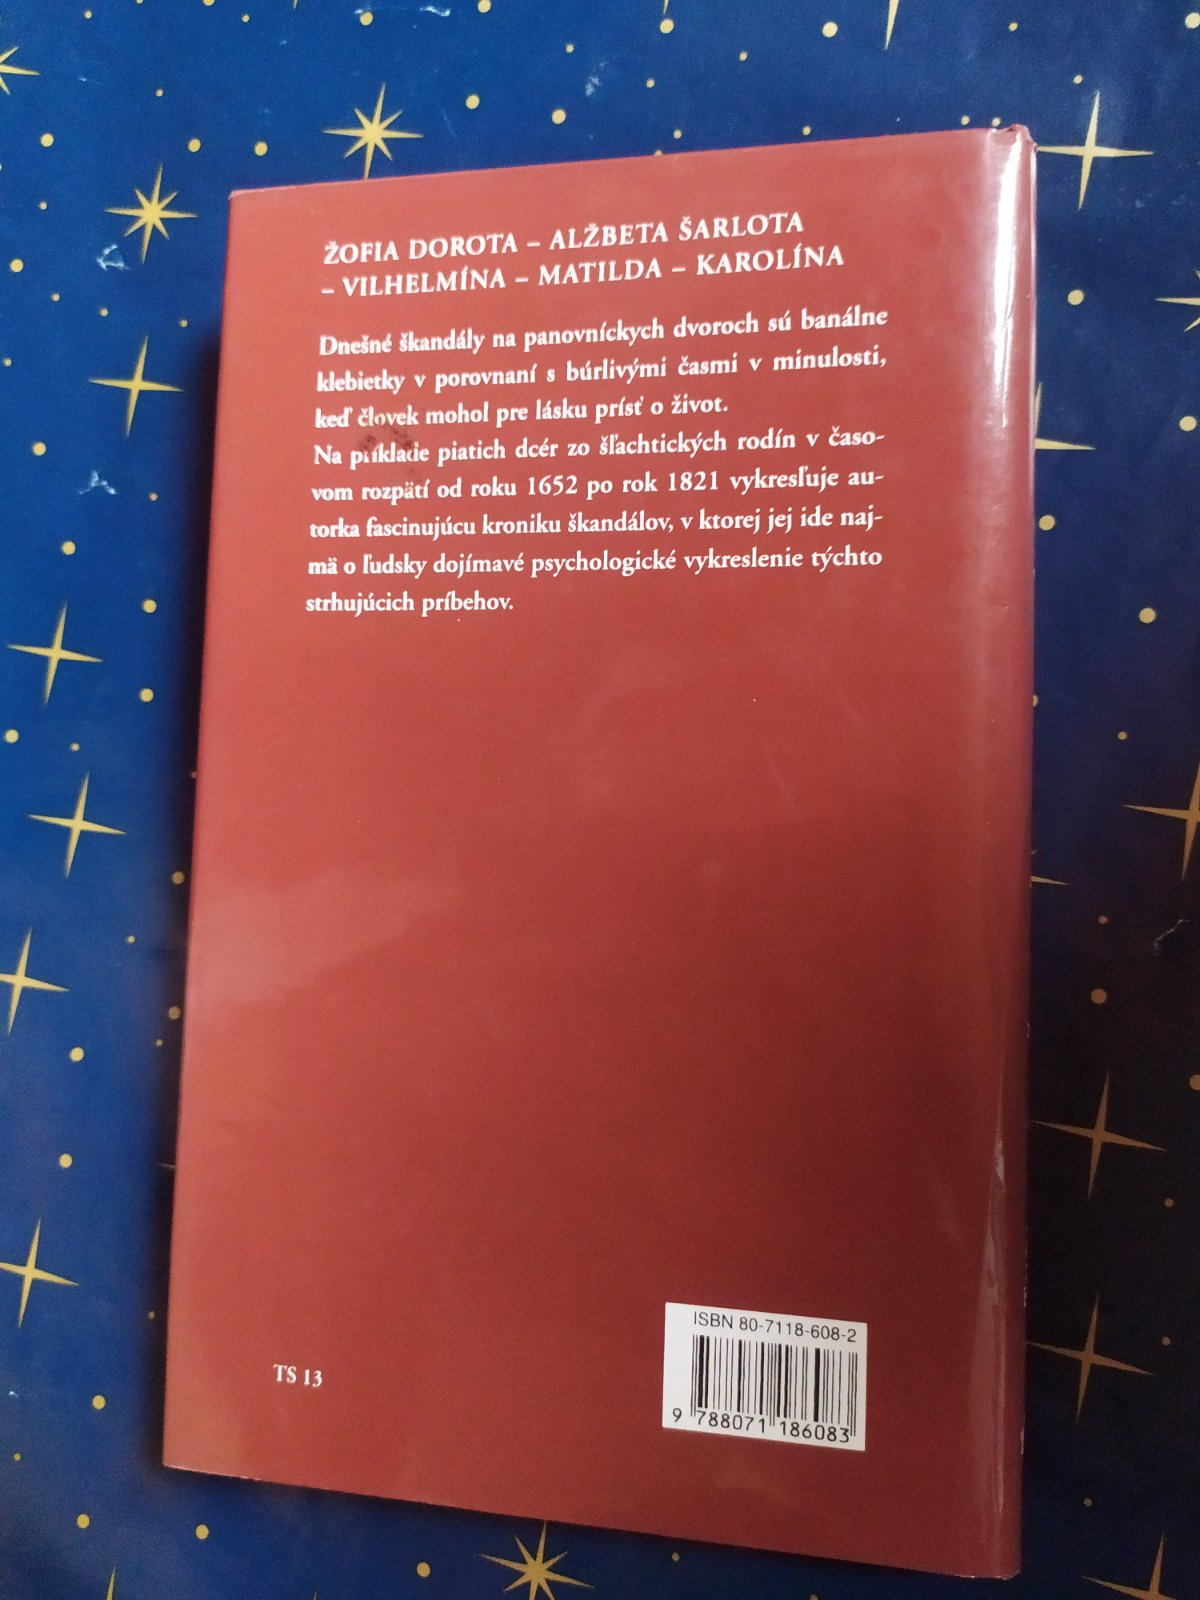 ŽOFIA DOROTA – ALŽBETA ŠARLOTA
– VILHELMÍNA – MATILDA – KAROLÍNA
Dnešné škandály na panovníckych dvoroch sú banálne
klebietky v porovnaní s búrlivými časmi v minulosti,
keď človek mohol pre lásku prísť o život.
Na príklade piatich dcér zo šľachtických rodín v časo-
vom rozpätí od roku 1652 po rok 1821 vykresľuje au-
torka fascinujúcu kroniku škandálov, v ktorej jej ide naj-
mä o ľudsky dojímavé psychologické vykreslenie týchto
strhujúcich príbehov.
TS 13
ISBN 80-7118-608-2
9 788071 186083